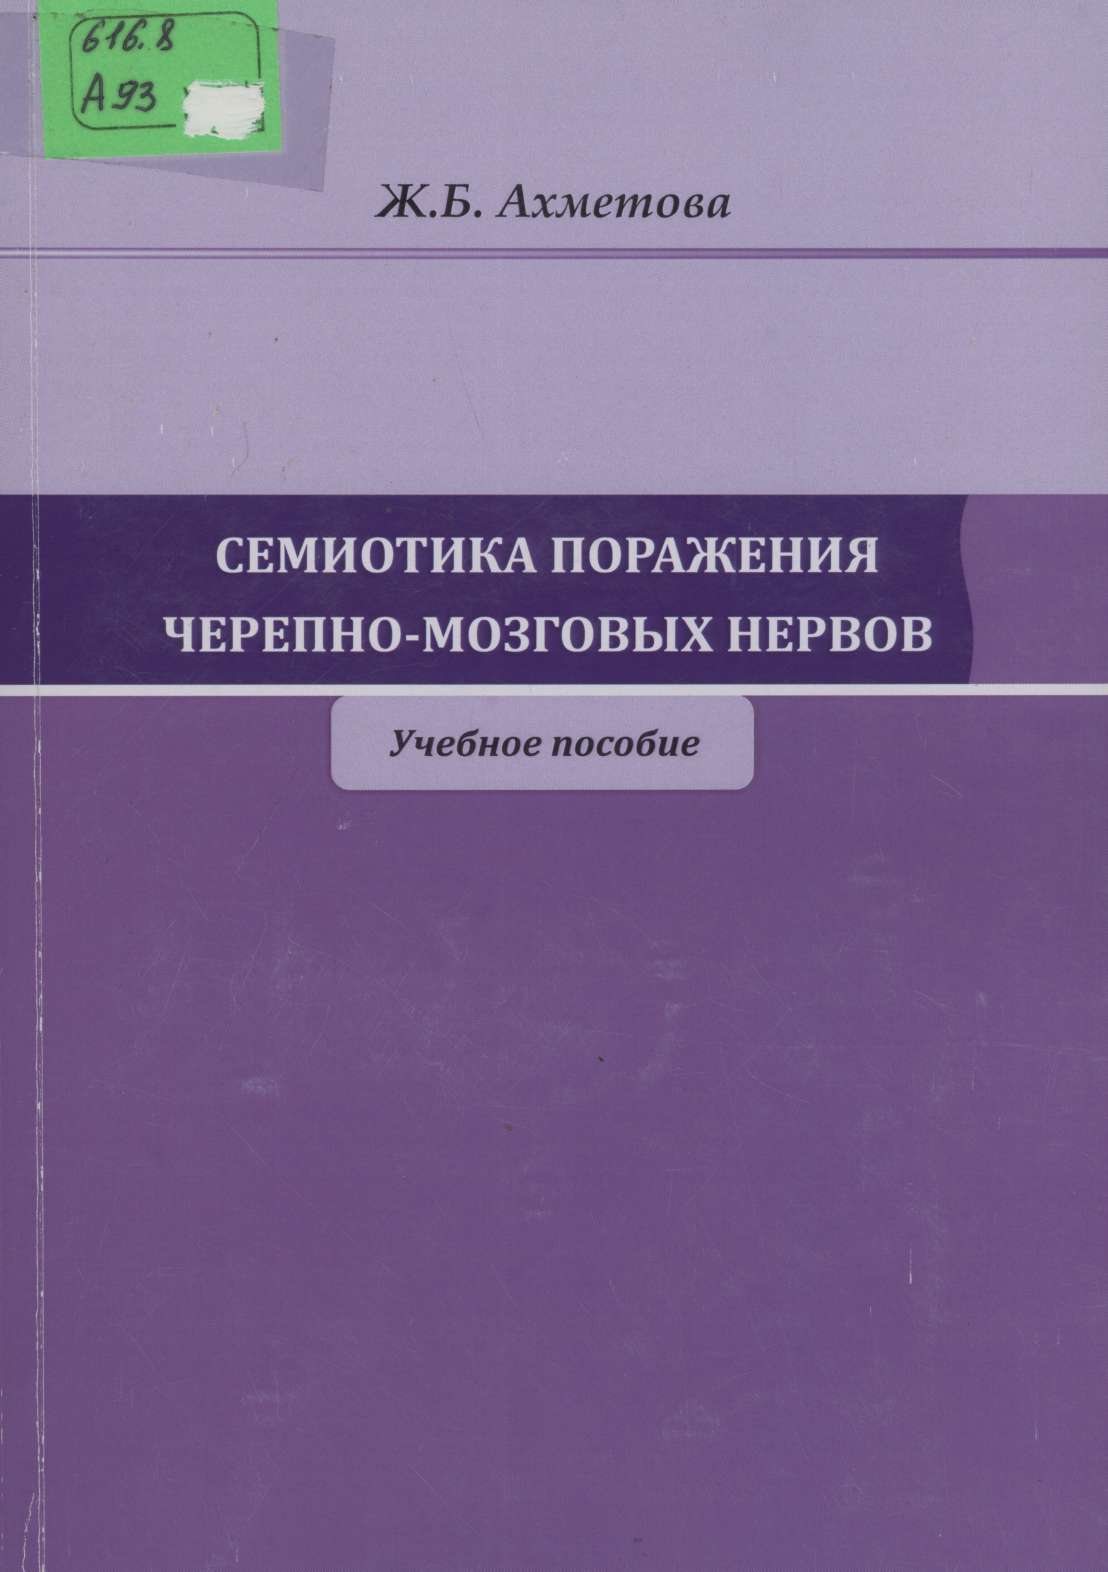 616.8
А93
Ж.Б. Ахметова
СЕМИОТИКА ПОРАЖЕНИЯ
ЧЕРЕПНО-МОЗГОВЫХ НЕРВОВ
Учебное пособие